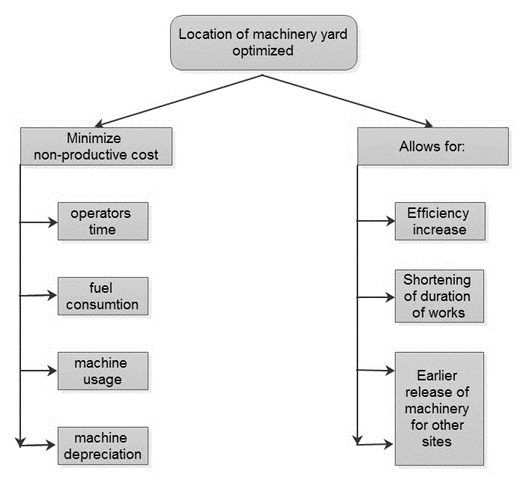 Location of machinery yard
optimized
Minimize
non-productive cost
operators
time
fuel
consumtion
machine
usage
machine
depreciation
Allows for:
Efficiency
increase
Shortening
of duration
of works
Earlier
release of
machinery
for other
sites